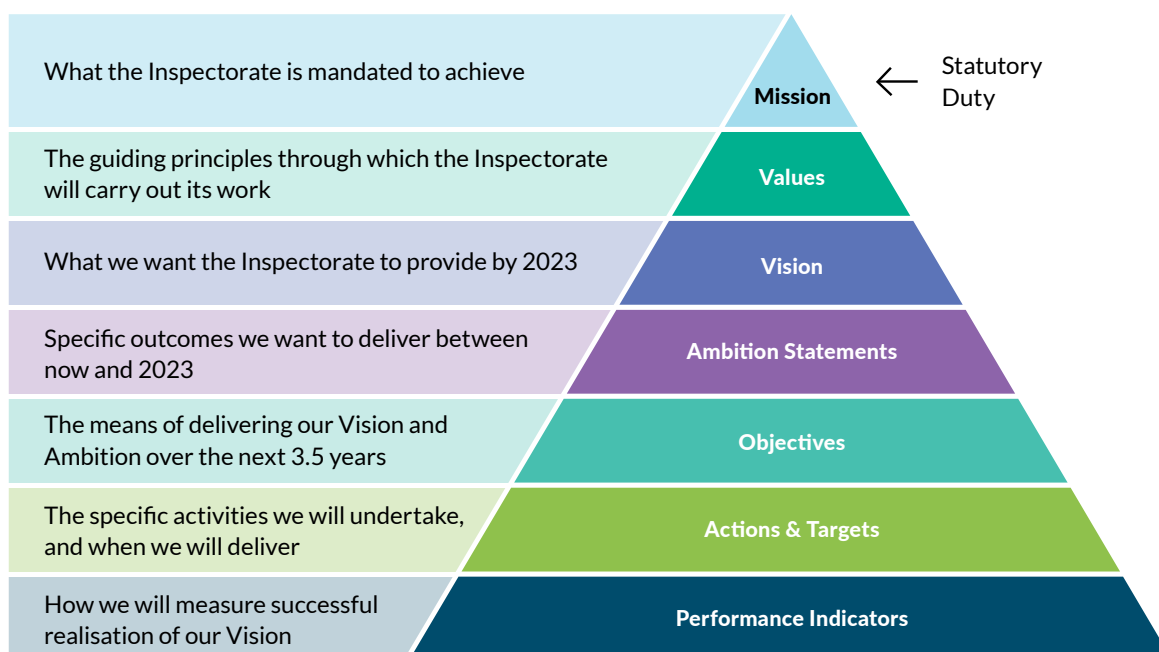 What the Inspectorate is mandated to achieve
Mission
Statutory
Duty
The guiding principles through which the Inspectorate
will carry out its work
Values
What we want the Inspectorate to provide by 2023
Vision
Specific outcomes we want to deliver between
now and 2023
Ambition Statements
The means of delivering our Vision and
Ambition over the next 3.5 years
Objectives
The specific activities we will undertake,
and when we will deliver
Actions & Targets
How we will measure successful
realisation of our Vision
Performance Indicators